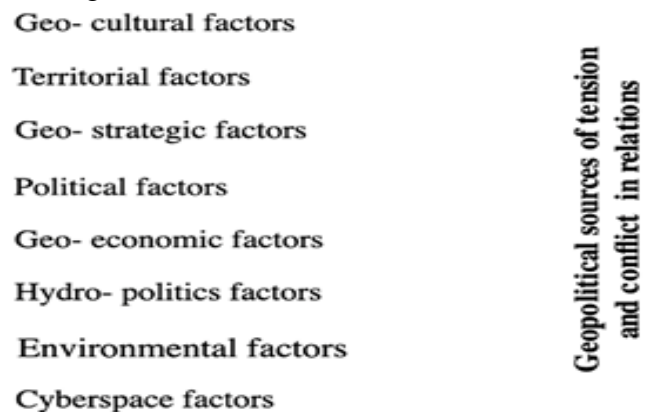 Geo- cultural factors
Territorial factors
Geo- strategic factors
Political factors
Geo- economic factors
Hydro- politics factors
Environmental factors
Cyberspace factors
Geopolitical sources of tension
and conflict in relations